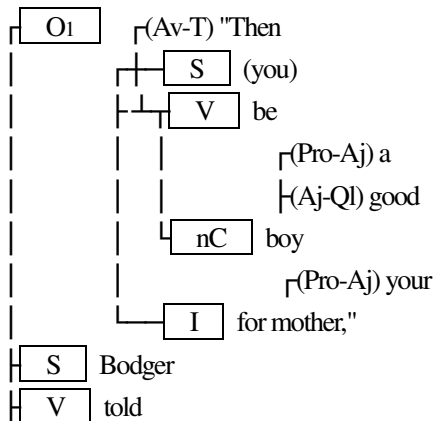 O1 (Av-T) "Then
S (you)
V be
(Pro-Aj) a
(Aj-Ql) good
nC boy
(Pro-Aj) your
I for mother,"
S Bodger
V told